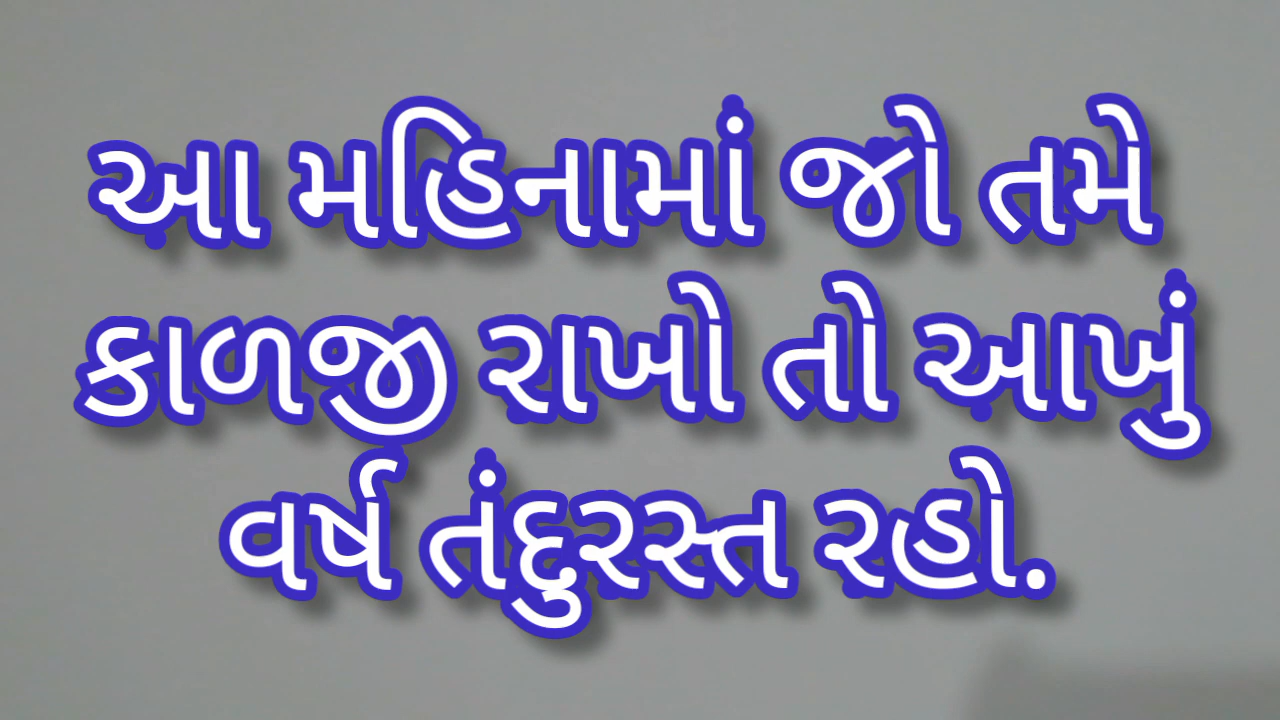 આ મહિનામાં જો તમે
કાળજી રાખો તો આખું
વર્ષ તંદુરસ્ત રહો.